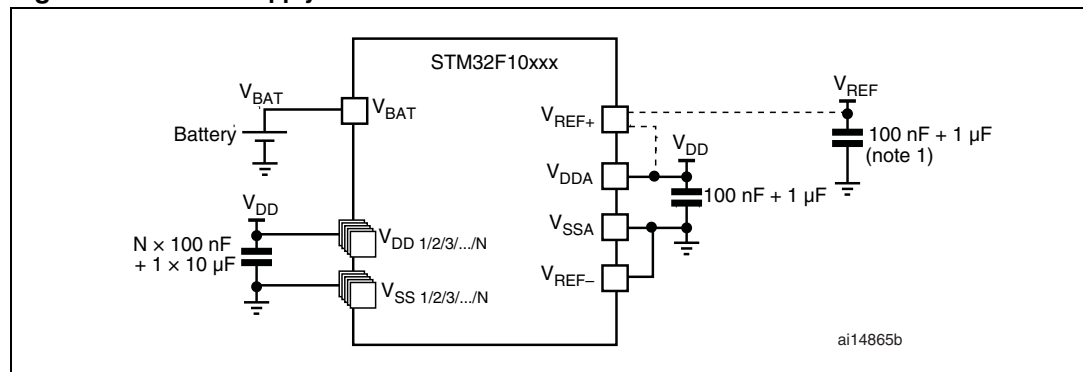 STM32F10xxx
VBAT
Battery
VBAT
VDD
N × 100 nF
+ 1 × 10 µF
VDD 1/2/3/.../N
VSS 1/2/3/.../N
VREF+
VDDA
VSSA
VREF–
VDD
100 nF + 1 µF
VREF
100 nF + 1 µF
(note 1)
ai14865b